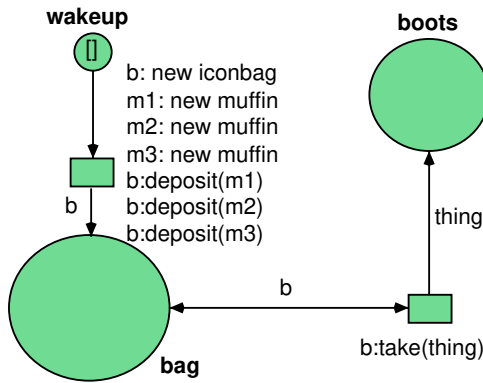 wakeup
[]
b: new iconbag
m1: new muffin
m2: new muffin
m3: new muffin
b:deposit(m1)
b:deposit(m2)
b:deposit(m3)
b
bag
b
boots
thing
b:take(thing)